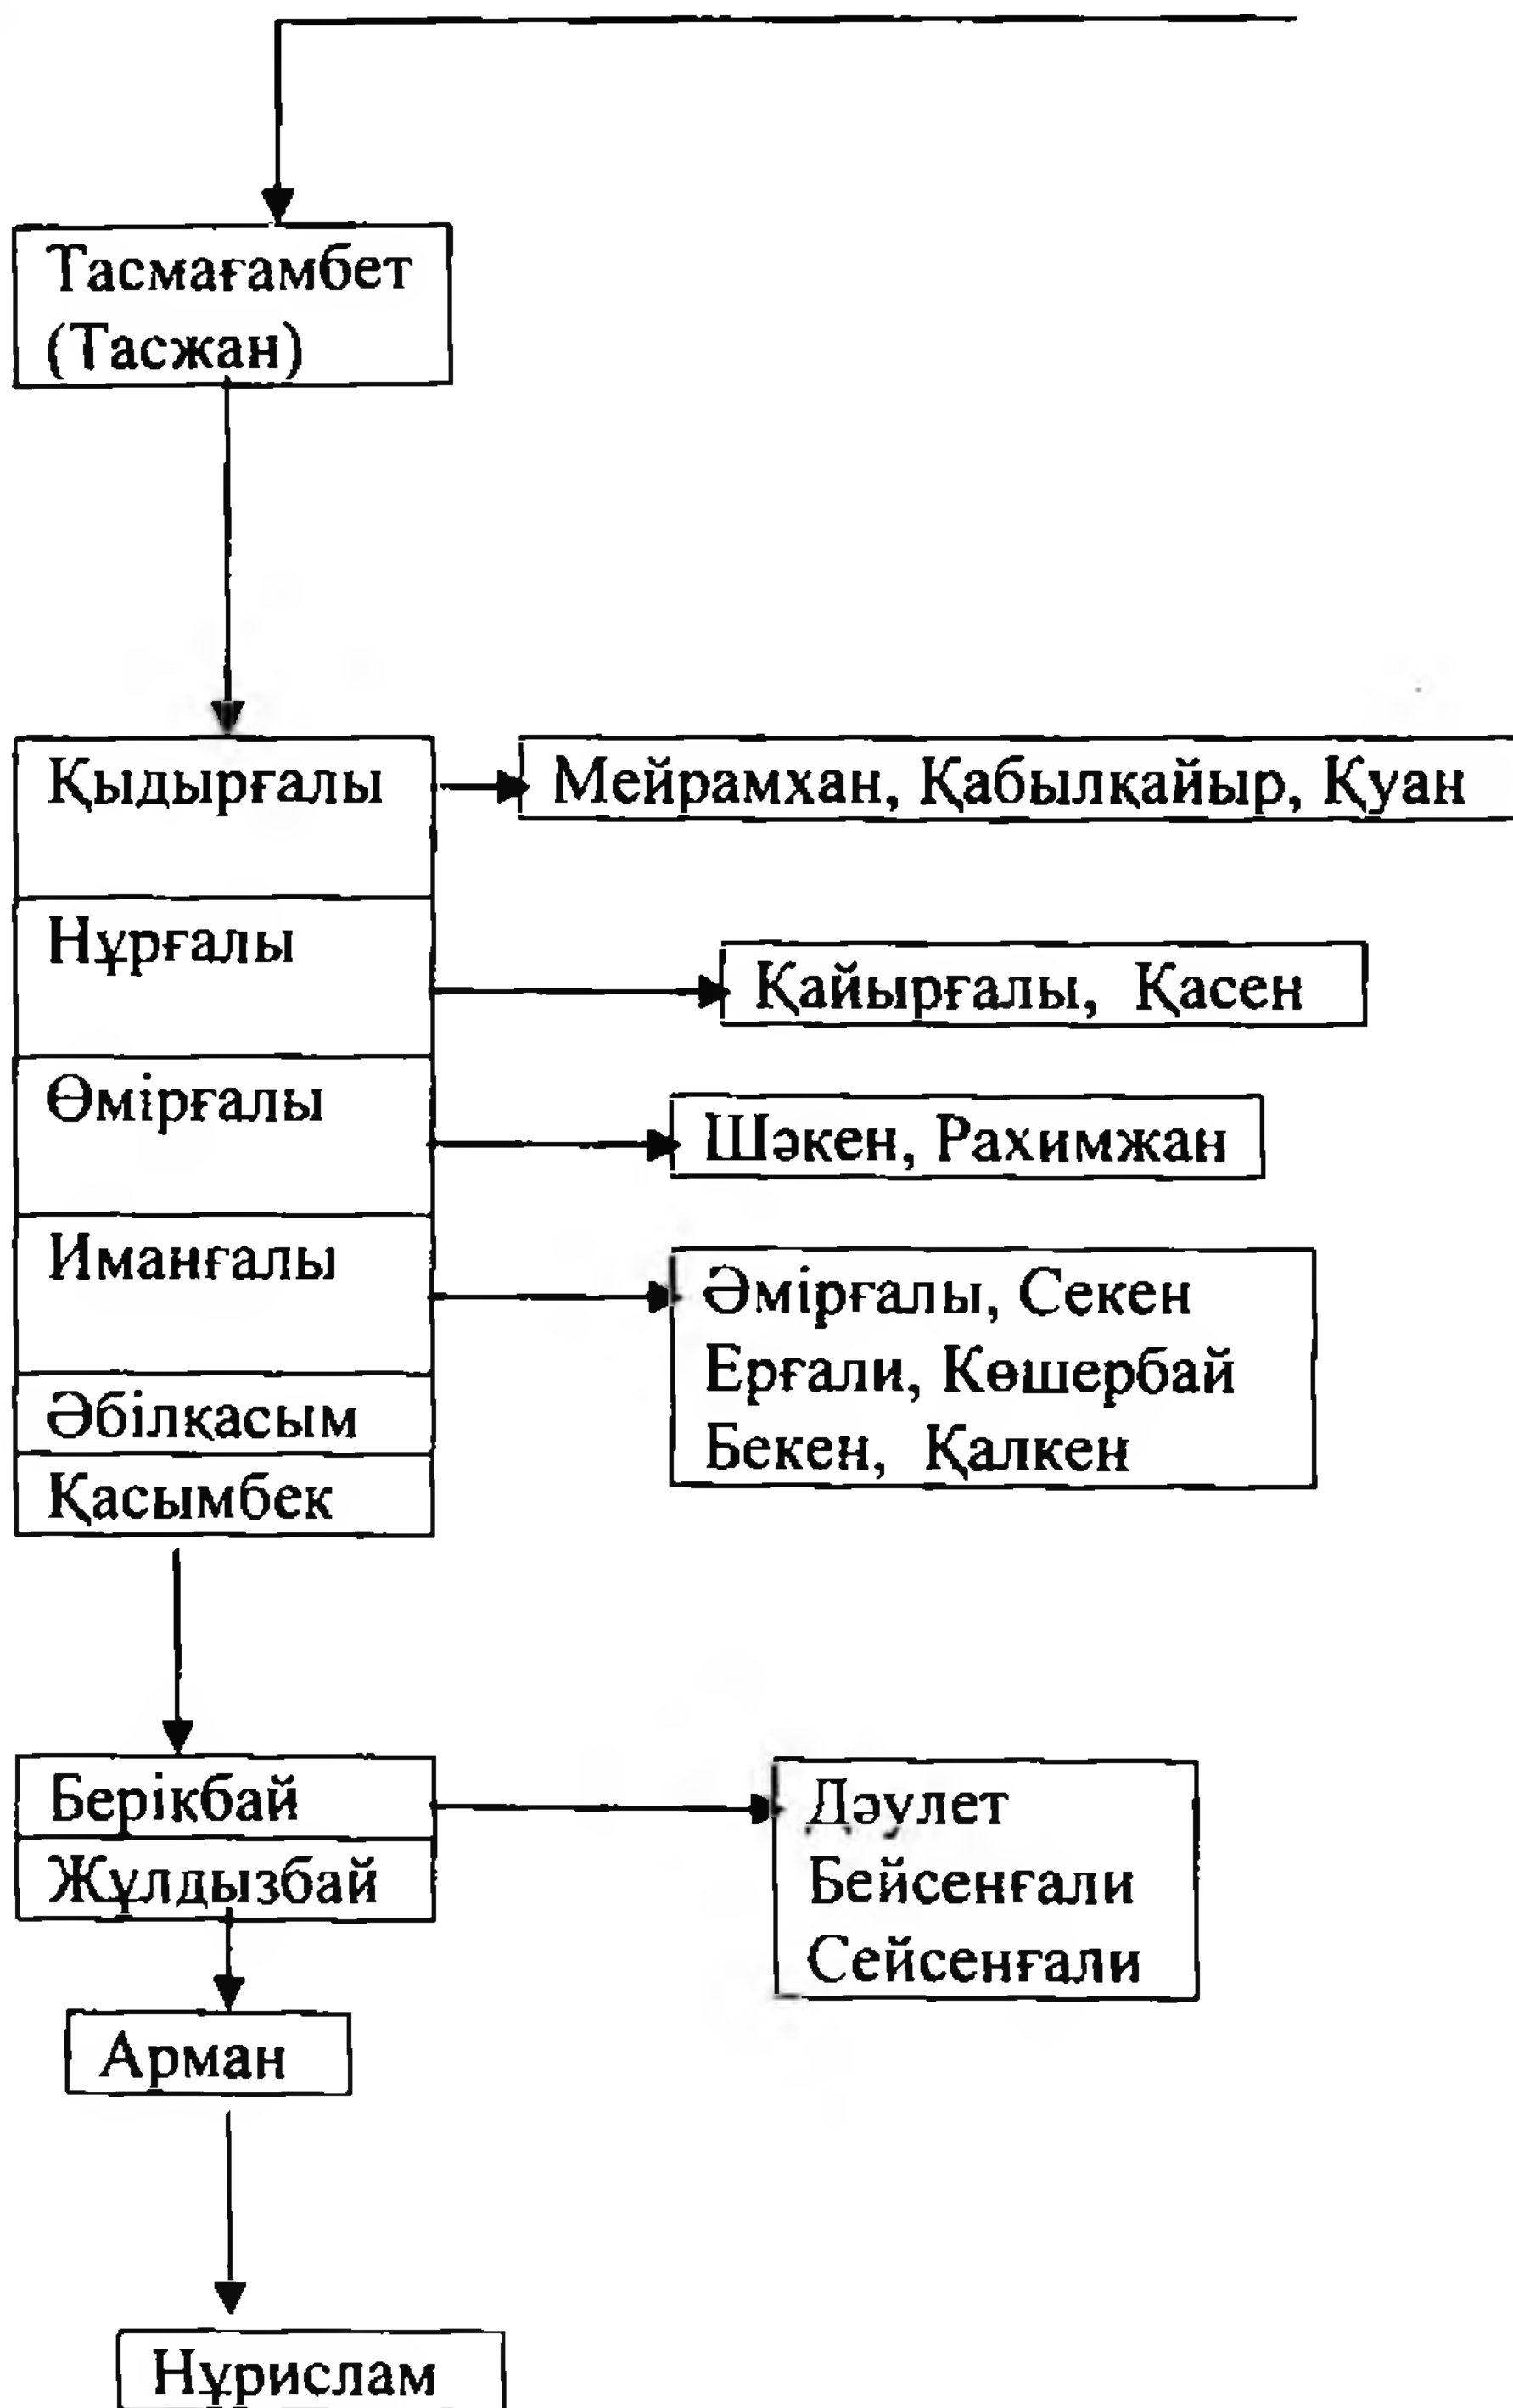 Тасмағамбет
(Тасжан)
Қыдырғалы
Мейрамхан, Қабылқайыр, Қуан
Нұрғалы
Қайырғалы, Қасен
Өмірғалы
Шәкен, Рахимжан
Иманғалы
Әмірғалы, Секен
Ерғали, Көшербай
Бекен, Қалкен
Әбілқасым
Қасымбек
Берікбай
Жұлдызбай
Дәулет
Бейсенғали
Сейсенғали
Арман
Нұрислам